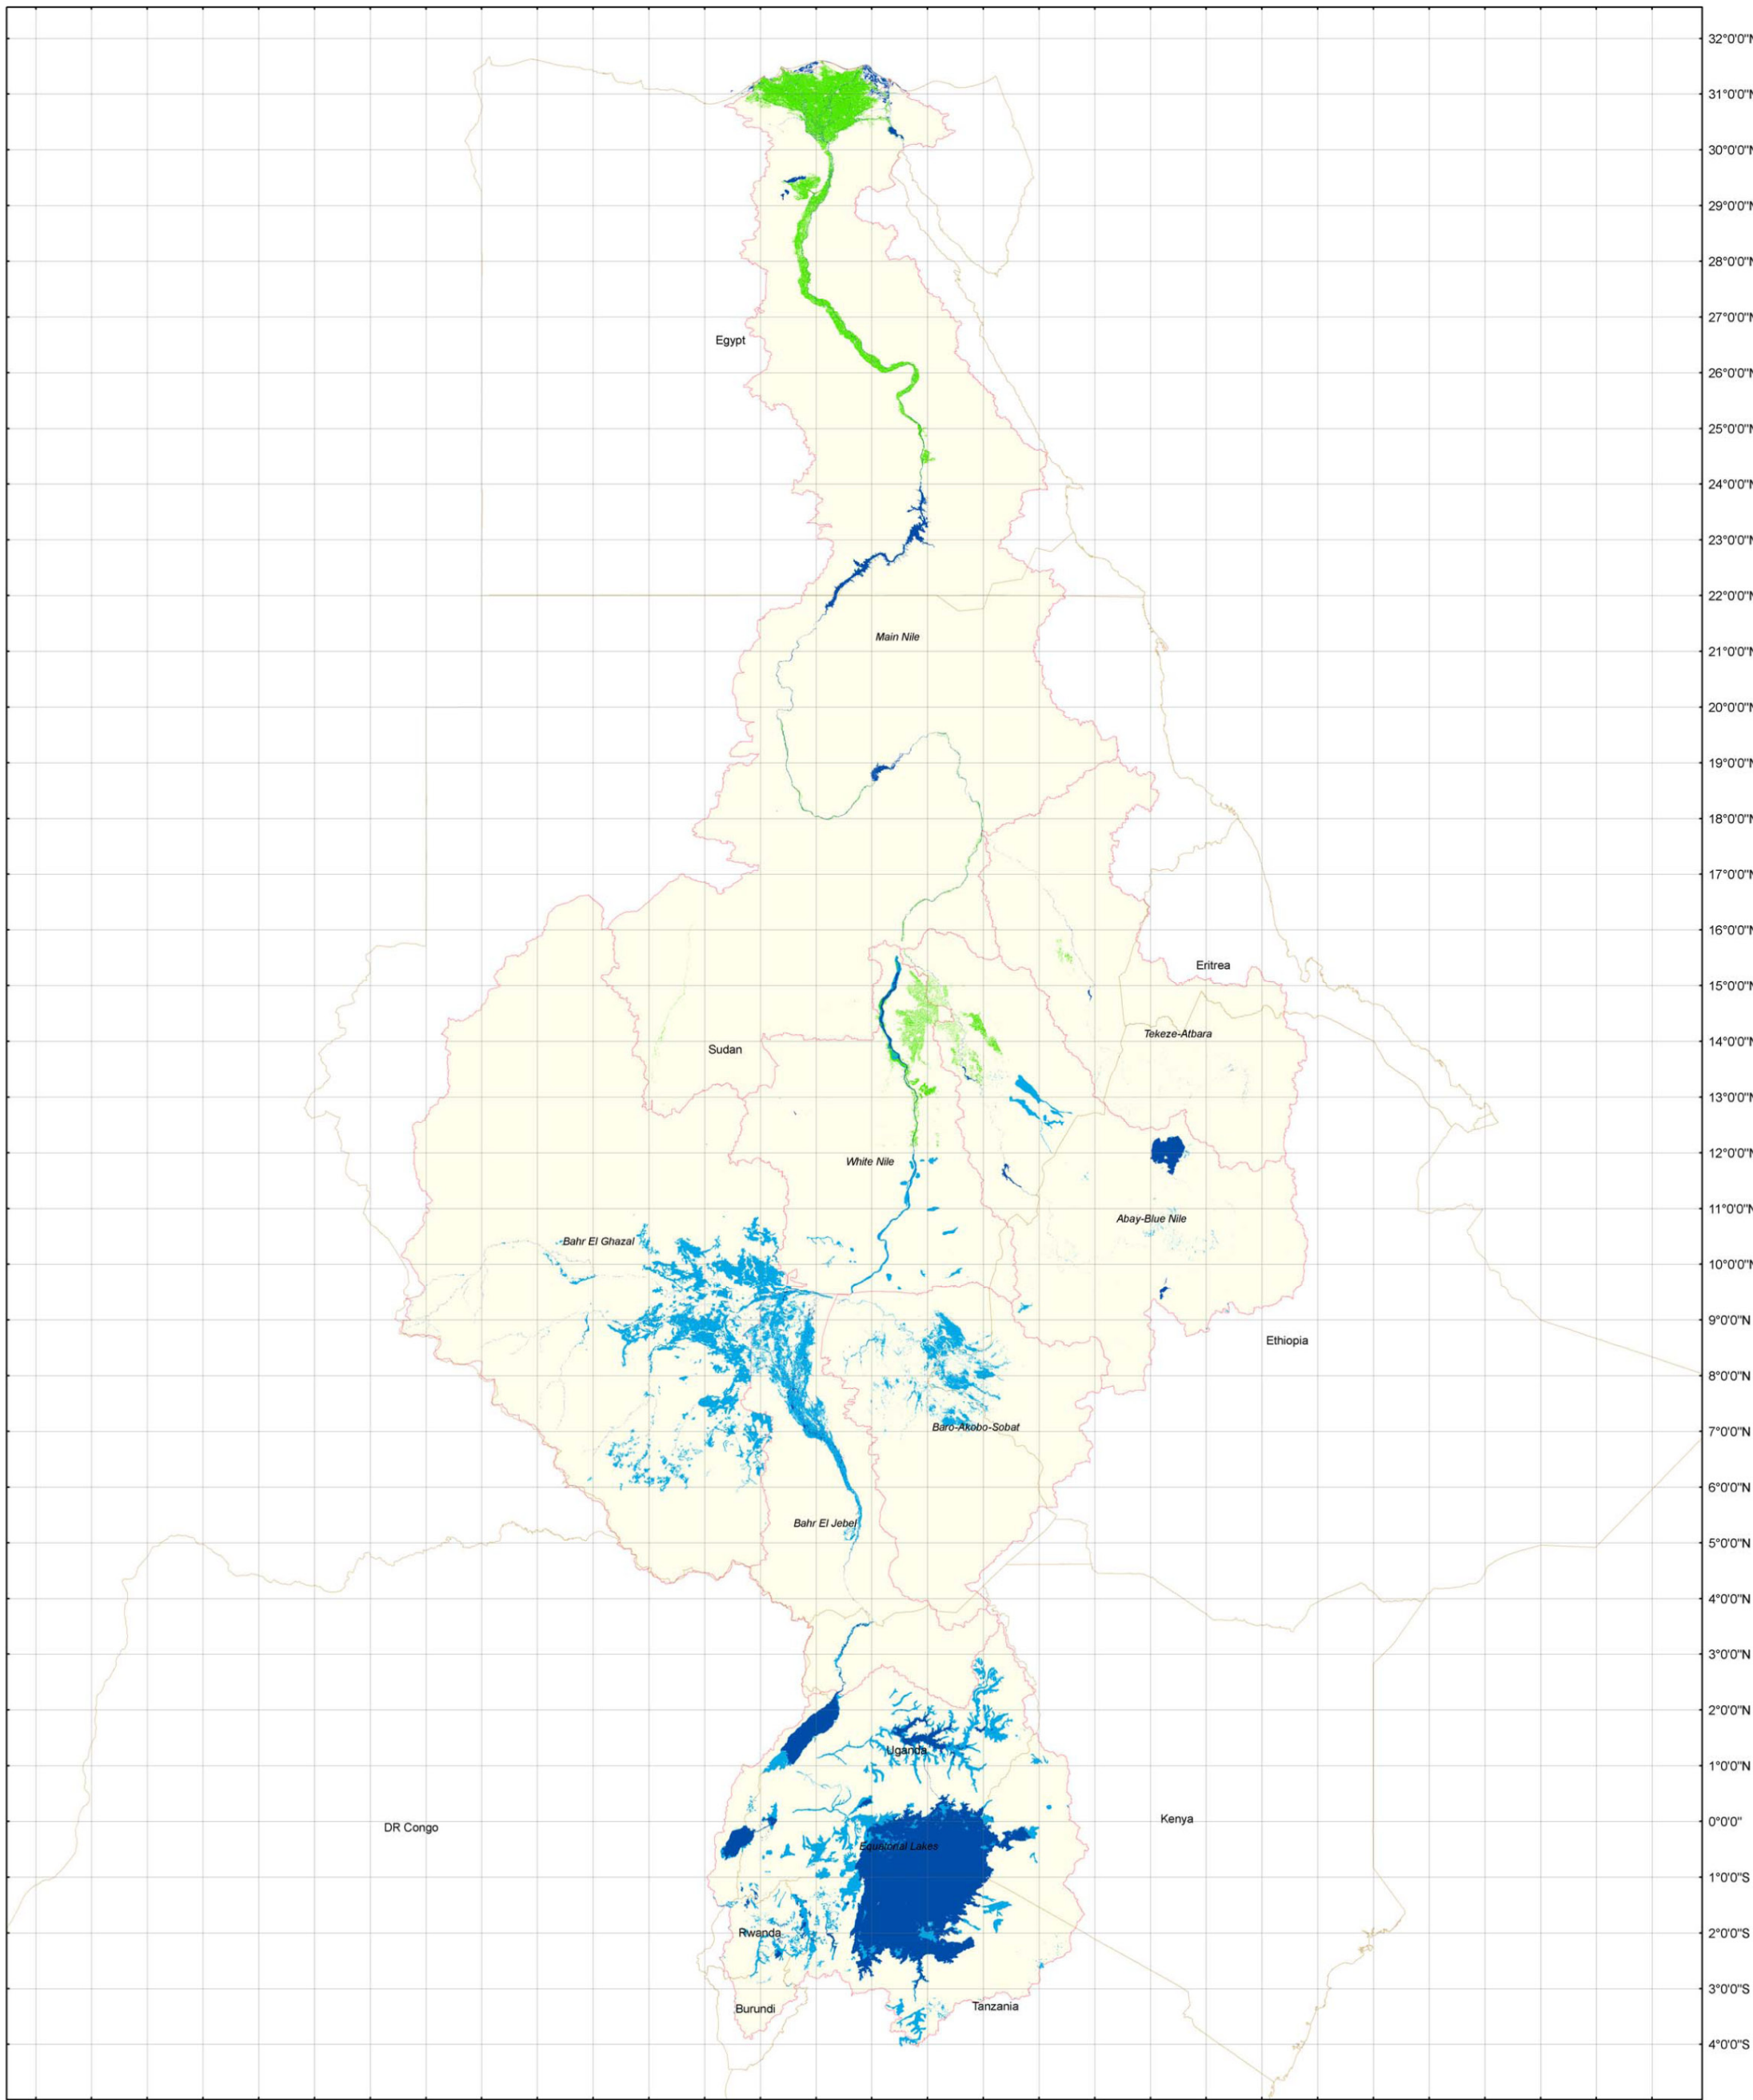 32°0'0"N
31°0'0"N
30°0'0"N
29°0'0"N
28°0'0"N
27°0'0"N
Egypt
26°0'0"N
25°0'0"N
24°0'0"N
23°0'0"N
22°0'0"N
Main Nile
21°0'0"N
20°0'0"N
19°0'0"N
18°0'0"N
17°0'0"N
16°0'0"N
Eritrea
15°0'0"N
Tekeze-Atbara
Sudan
14°0'0"N
13°0'0"N
12°0'0"N
White Nile
Abay-Blue Nile
11°0'0"N
Bahr El Ghazal
10°0'0"N
9°0'0"N
Ethiopia
8°0'0"N
7°0'0"N
Baro-Akobo-Sobat
6°0'0"N
Bahr El Jebel
5°0'0"N
4°0'0"N
3°0'0"N
2°0'0"N
Uganda
1°0'0"N
0°0'0"
Kenya
DR Congo
Equatorial Lakes
1°0'0"S
2°0'0"S
Rwanda
3°0'0"S
Tanzania
Burundi
4°0'0"S